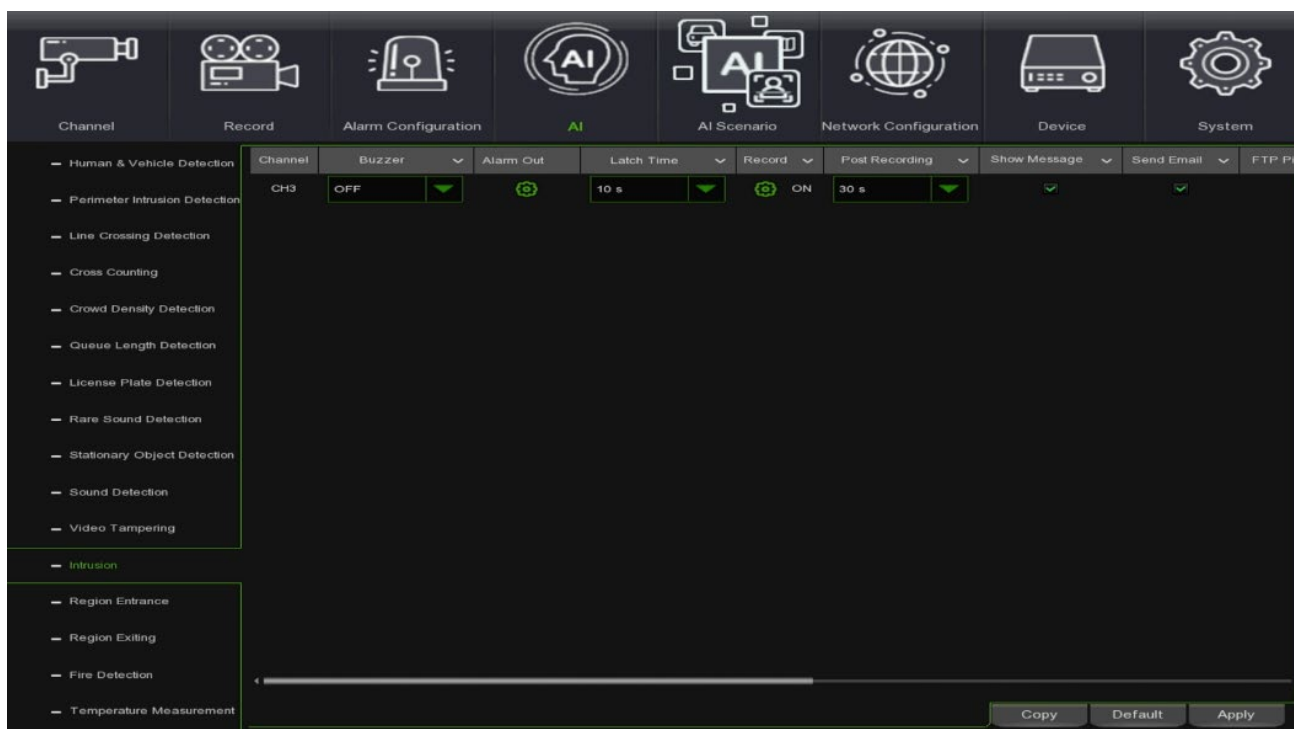 AI
AI
Channel Record Alarm Configuration AI AI Scenario Network Configuration Device System
Human & Vehicle Detection
Channel Buzzer Alarm Out Latch Time Record Post Recording Show Message Send Email FTP
CH3 OFF 10 s ON 30 s
Perimeter Intrusion Detection
Line Crossing Detection
Cross Counting
Crowd Density Detection
Queue Length Detection
License Plate Detection
Rare Sound Detection
Stationary Object Detection
Sound Detection
Video Tampering
Intrusion
Region Entrance
Region Exiting
Fire Detection
Temperature Measurement
Copy Default Apply